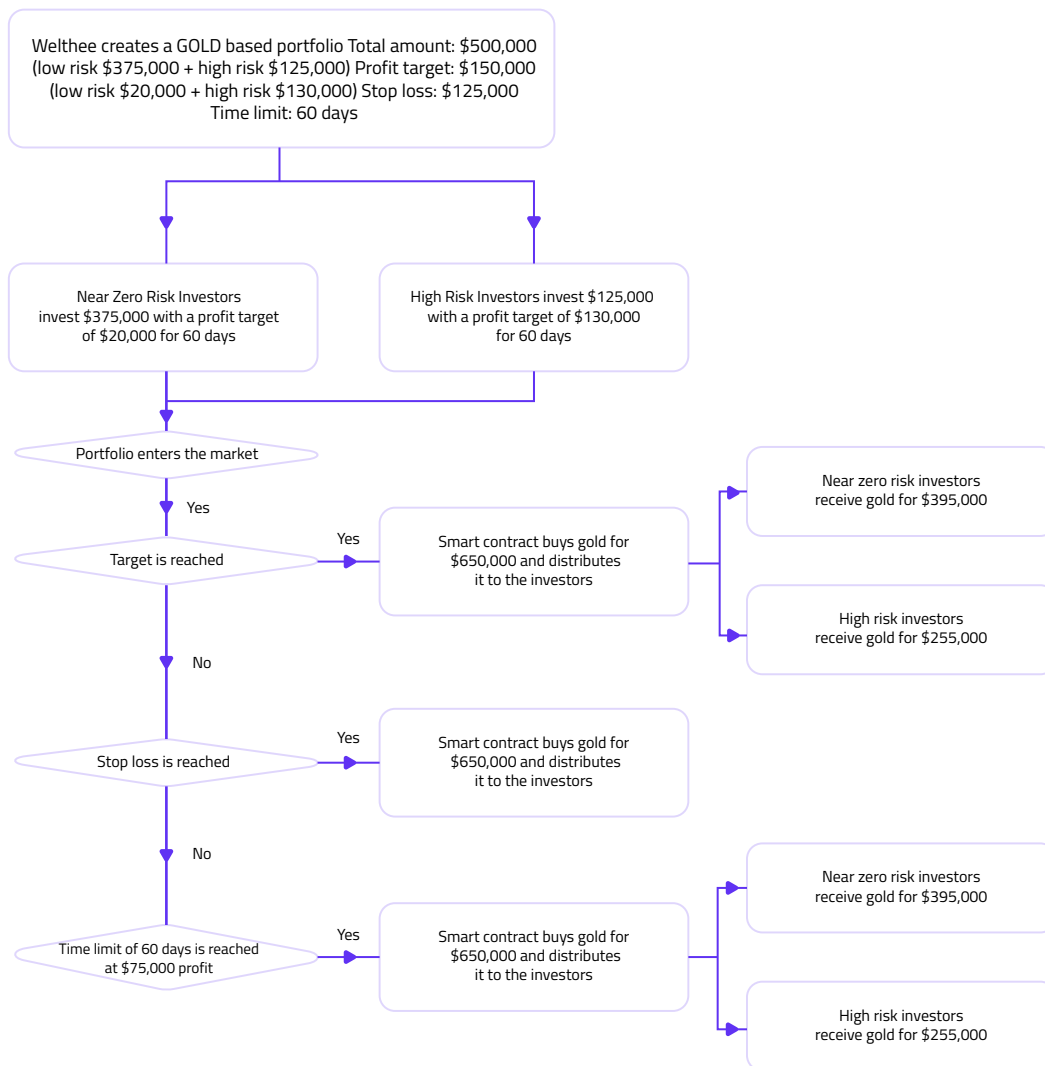 Welthee creates a GOLD based portfolio Total amount: $500,000
(low risk $375,000 + high risk $125,000) Profit target: $150,000
(low risk $20,000 + high risk $130,000) Stop loss: $125,000
Time limit: 60 days
Near Zero Risk Investors
invest $375,000 with a profit target
of $20,000 for 60 days
High Risk Investors invest $125,000
with a profit target of $130,000
for 60 days
Portfolio enters the market
Yes
Target is reached
Yes
Smart contract buys gold for
$650,000 and distributes
it to the investors
Near zero risk investors
receive gold for $395,000
High risk investors
receive gold for $255,000
No
Stop loss is reached
Yes
Smart contract buys gold for
$650,000 and distributes
it to the investors
No
Time limit of 60 days is reached
at $75,000 profit
Yes
Smart contract buys gold for
$650,000 and distributes
it to the investors
Near zero risk investors
receive gold for $395,000
High risk investors
receive gold for $255,000